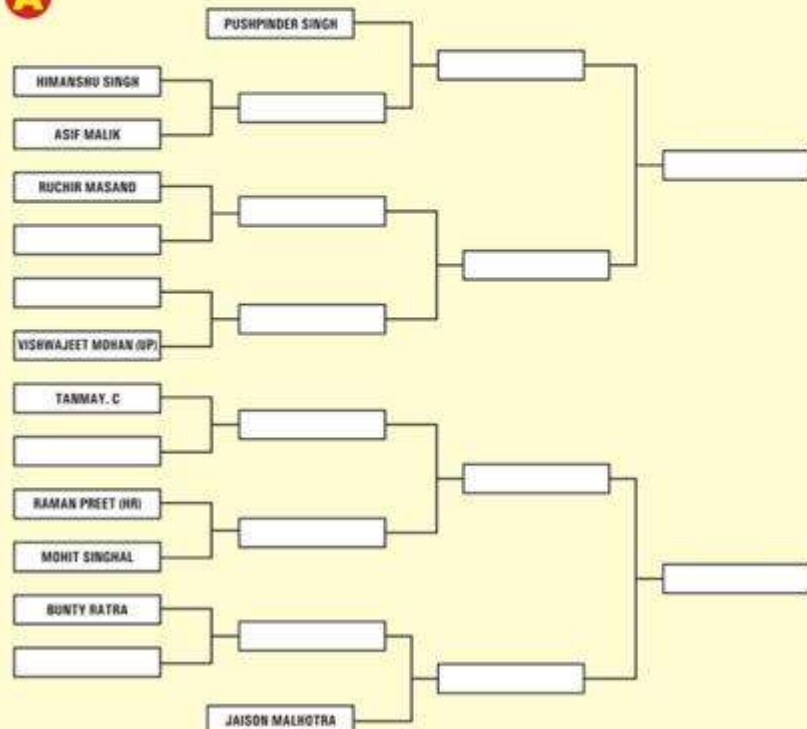 A
PUSHPINDER SINGH
HIMANSHU SINGH
ASIF MALIK
RUCHIR MASAND
VISHWAJEET MOHAN (UP)
TANMAY. C
RAMAN PREET (HR)
MOHIT SINGHAL
BUNTY RATRA
JAISON MALHOTRA